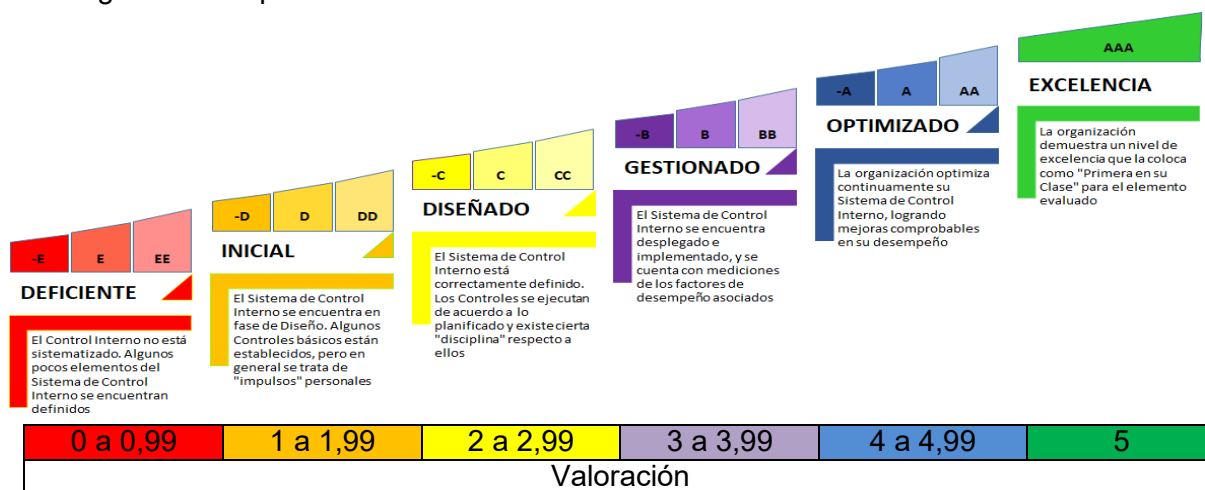 -E E EE
DEFICIENTE
El Control Interno no está
sistematizado. Algunos
pocos elementos del
Sistema de Control
Interno se encuentran
definidos
-D D DD
INICIAL
El Sistema de Control
Interno se encuentra en
fase de Diseño. Algunos
Controles básicos están
establecidos, pero en
general se trata de
"impulsos" personales
-C C CC
DISEÑADO
El Sistema de Control
Interno está
correctamente definido.
Los Controles se ejecutan
de acuerdo a lo
planificado y existe cierta
"disciplina" respecto a
ellos
-B B BB
GESTIONADO
El Sistema de Control
Interno se encuentra
desplegado e
implementado, y se
cuenta con mediciones
de los factores de
desempeño asociados
-A A AA
OPTIMIZADO
La organización optimiza
continuamente su
Sistema de Control
Interno, logrando
mejoras comprobables
en su desempeño
AAA
EXCELENCIA
La organización
demuestra un nivel de
excelencia que la coloca
como "Primera en su
Clase" para el elemento
evaluado
0 a 0,99 1 a 1,99 2 a 2,99 3 a 3,99 4 a 4,99 5
Valoración